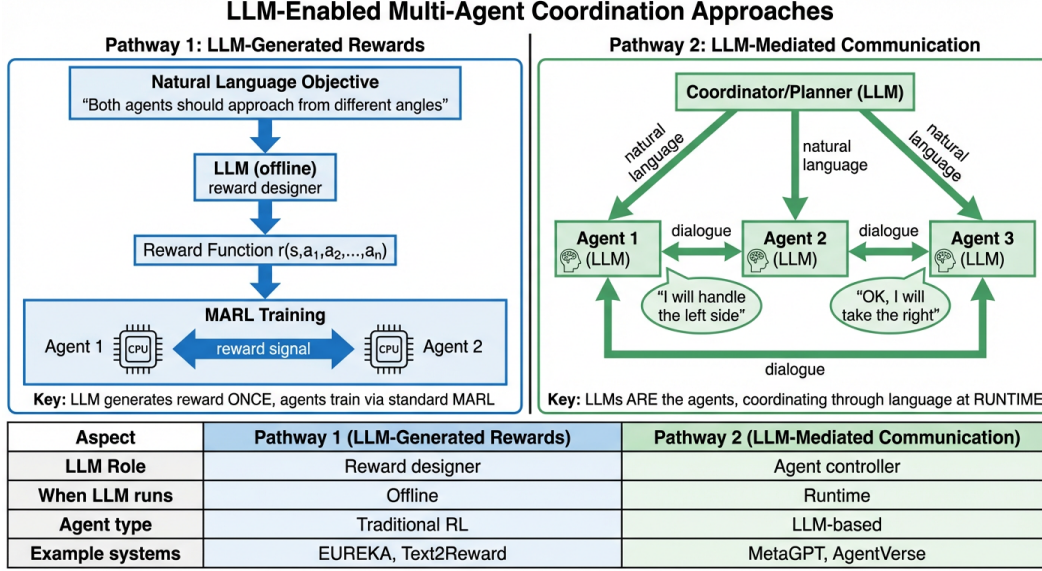 LLM-Enabled Multi-Agent Coordination Approaches
Pathway 1: LLM-Generated Rewards
Natural Language Objective
“Both agents should approach from different angles”
LLM (offline)
reward designer
Reward Function r(s,a₁,a₂,...,aₙ)
MARL Training
Agent 1
CPU
reward signal
CPU
Agent 2
Key: LLM generates reward ONCE, agents train via standard MARL
Pathway 2: LLM-Mediated Communication
Coordinator/Planner (LLM)
natural
language
natural
language
natural
language
Agent 1
(LLM)
dialogue
Agent 2
(LLM)
dialogue
Agent 3
(LLM)
“I will handle
the left side”
“OK, I will
take the right”
dialogue
Key: LLMs ARE the agents, coordinating through language at RUNTIME
Aspect Pathway 1 (LLM-Generated Rewards) Pathway 2 (LLM-Mediated Communication)
LLM Role Reward designer Agent controller
When LLM runs Offline Runtime
Agent type Traditional RL LLM-based
Example systems EUREKA, Text2Reward MetaGPT, AgentVerse